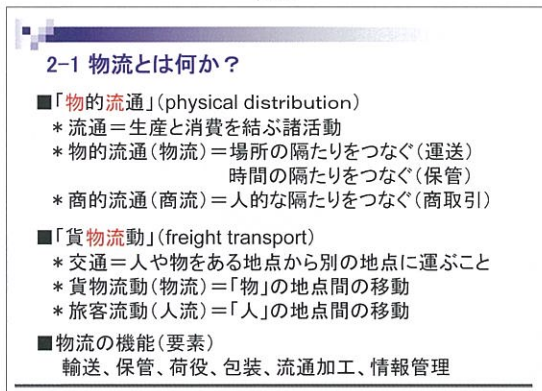 2-1 物流とは何か？
■「物的流通」(physical distribution)
＊流通＝生産と消費を結ぶ諸活動
＊物的流通(物流)＝場所の隔たりをつなぐ(運送)
時間の隔たりをつなぐ(保管)
＊商的流通(商流)＝人的な隔たりをつなぐ(商取引)
■「貨物流動」(freight transport)
＊交通＝人や物をある地点から別の地点に運ぶこと
＊貨物流動(物流)＝「物」の地点間の移動
＊旅客流動(人流)＝「人」の地点間の移動
■物流の機能(要素)
輸送、保管、荷役、包装、流通加工、情報管理